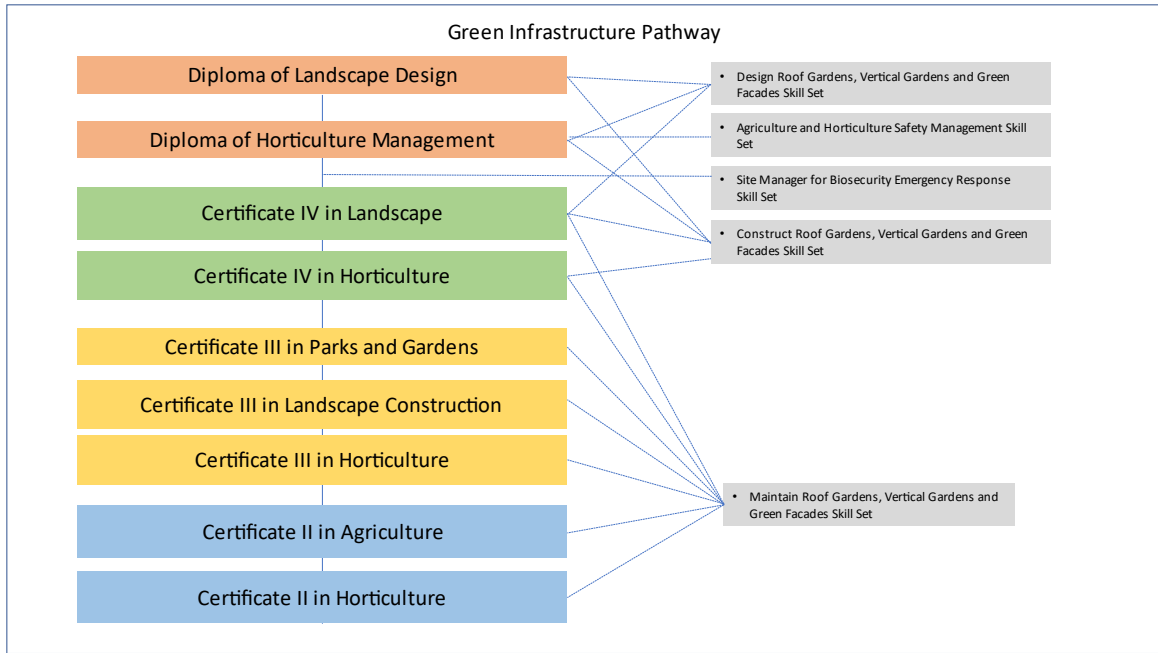 Green Infrastructure Pathway
Diploma of Landscape Design
Diploma of Horticulture Management
Certificate IV in Landscape
Certificate IV in Horticulture
Certificate III in Parks and Gardens
Certificate III in Landscape Construction
Certificate III in Horticulture
Certificate II in Agriculture
Certificate II in Horticulture
• Design Roof Gardens, Vertical Gardens and Green
Facades Skill Set
• Agriculture and Horticulture Safety Management Skill
Set
• Site Manager for Biosecurity Emergency Response
Skill Set
• Construct Roof Gardens, Vertical Gardens and Green
Facades Skill Set
• Maintain Roof Gardens, Vertical Gardens and
Green Facades Skill Set